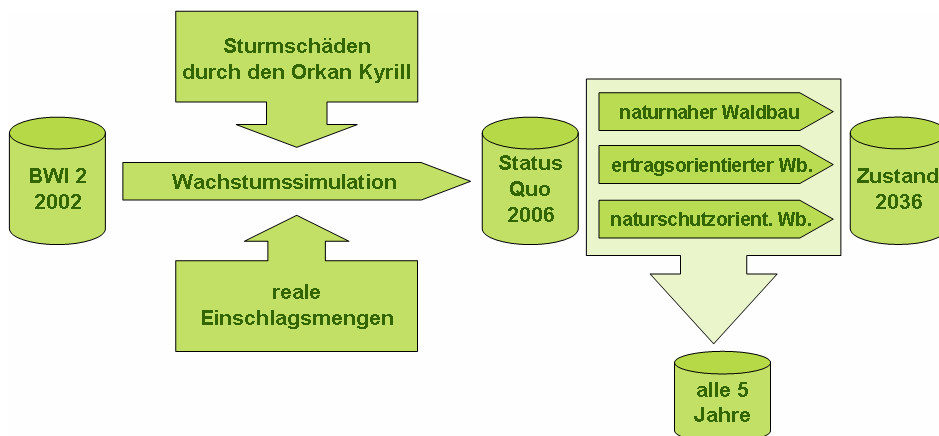 Sturmschäden
durch den Orkan Kyrill
BWI 2
2002
Wachstumssimulation
reale
Einschlagsmengen
Status
Quo
2006
naturnaher Waldbau
ertragsorientierter Wb.
naturschutzorient. Wb.
Zustand
2036
alle 5
Jahre